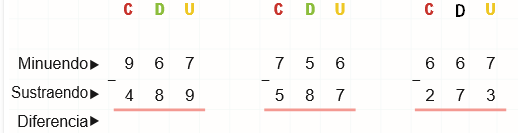 C D U C D U C D U
Minuendo▶ 9 6 7 7 5 6 6 6 7
Sustraendo▶ - 4 8 9 - 5 8 7 - 2 7 3
Diferencia▶